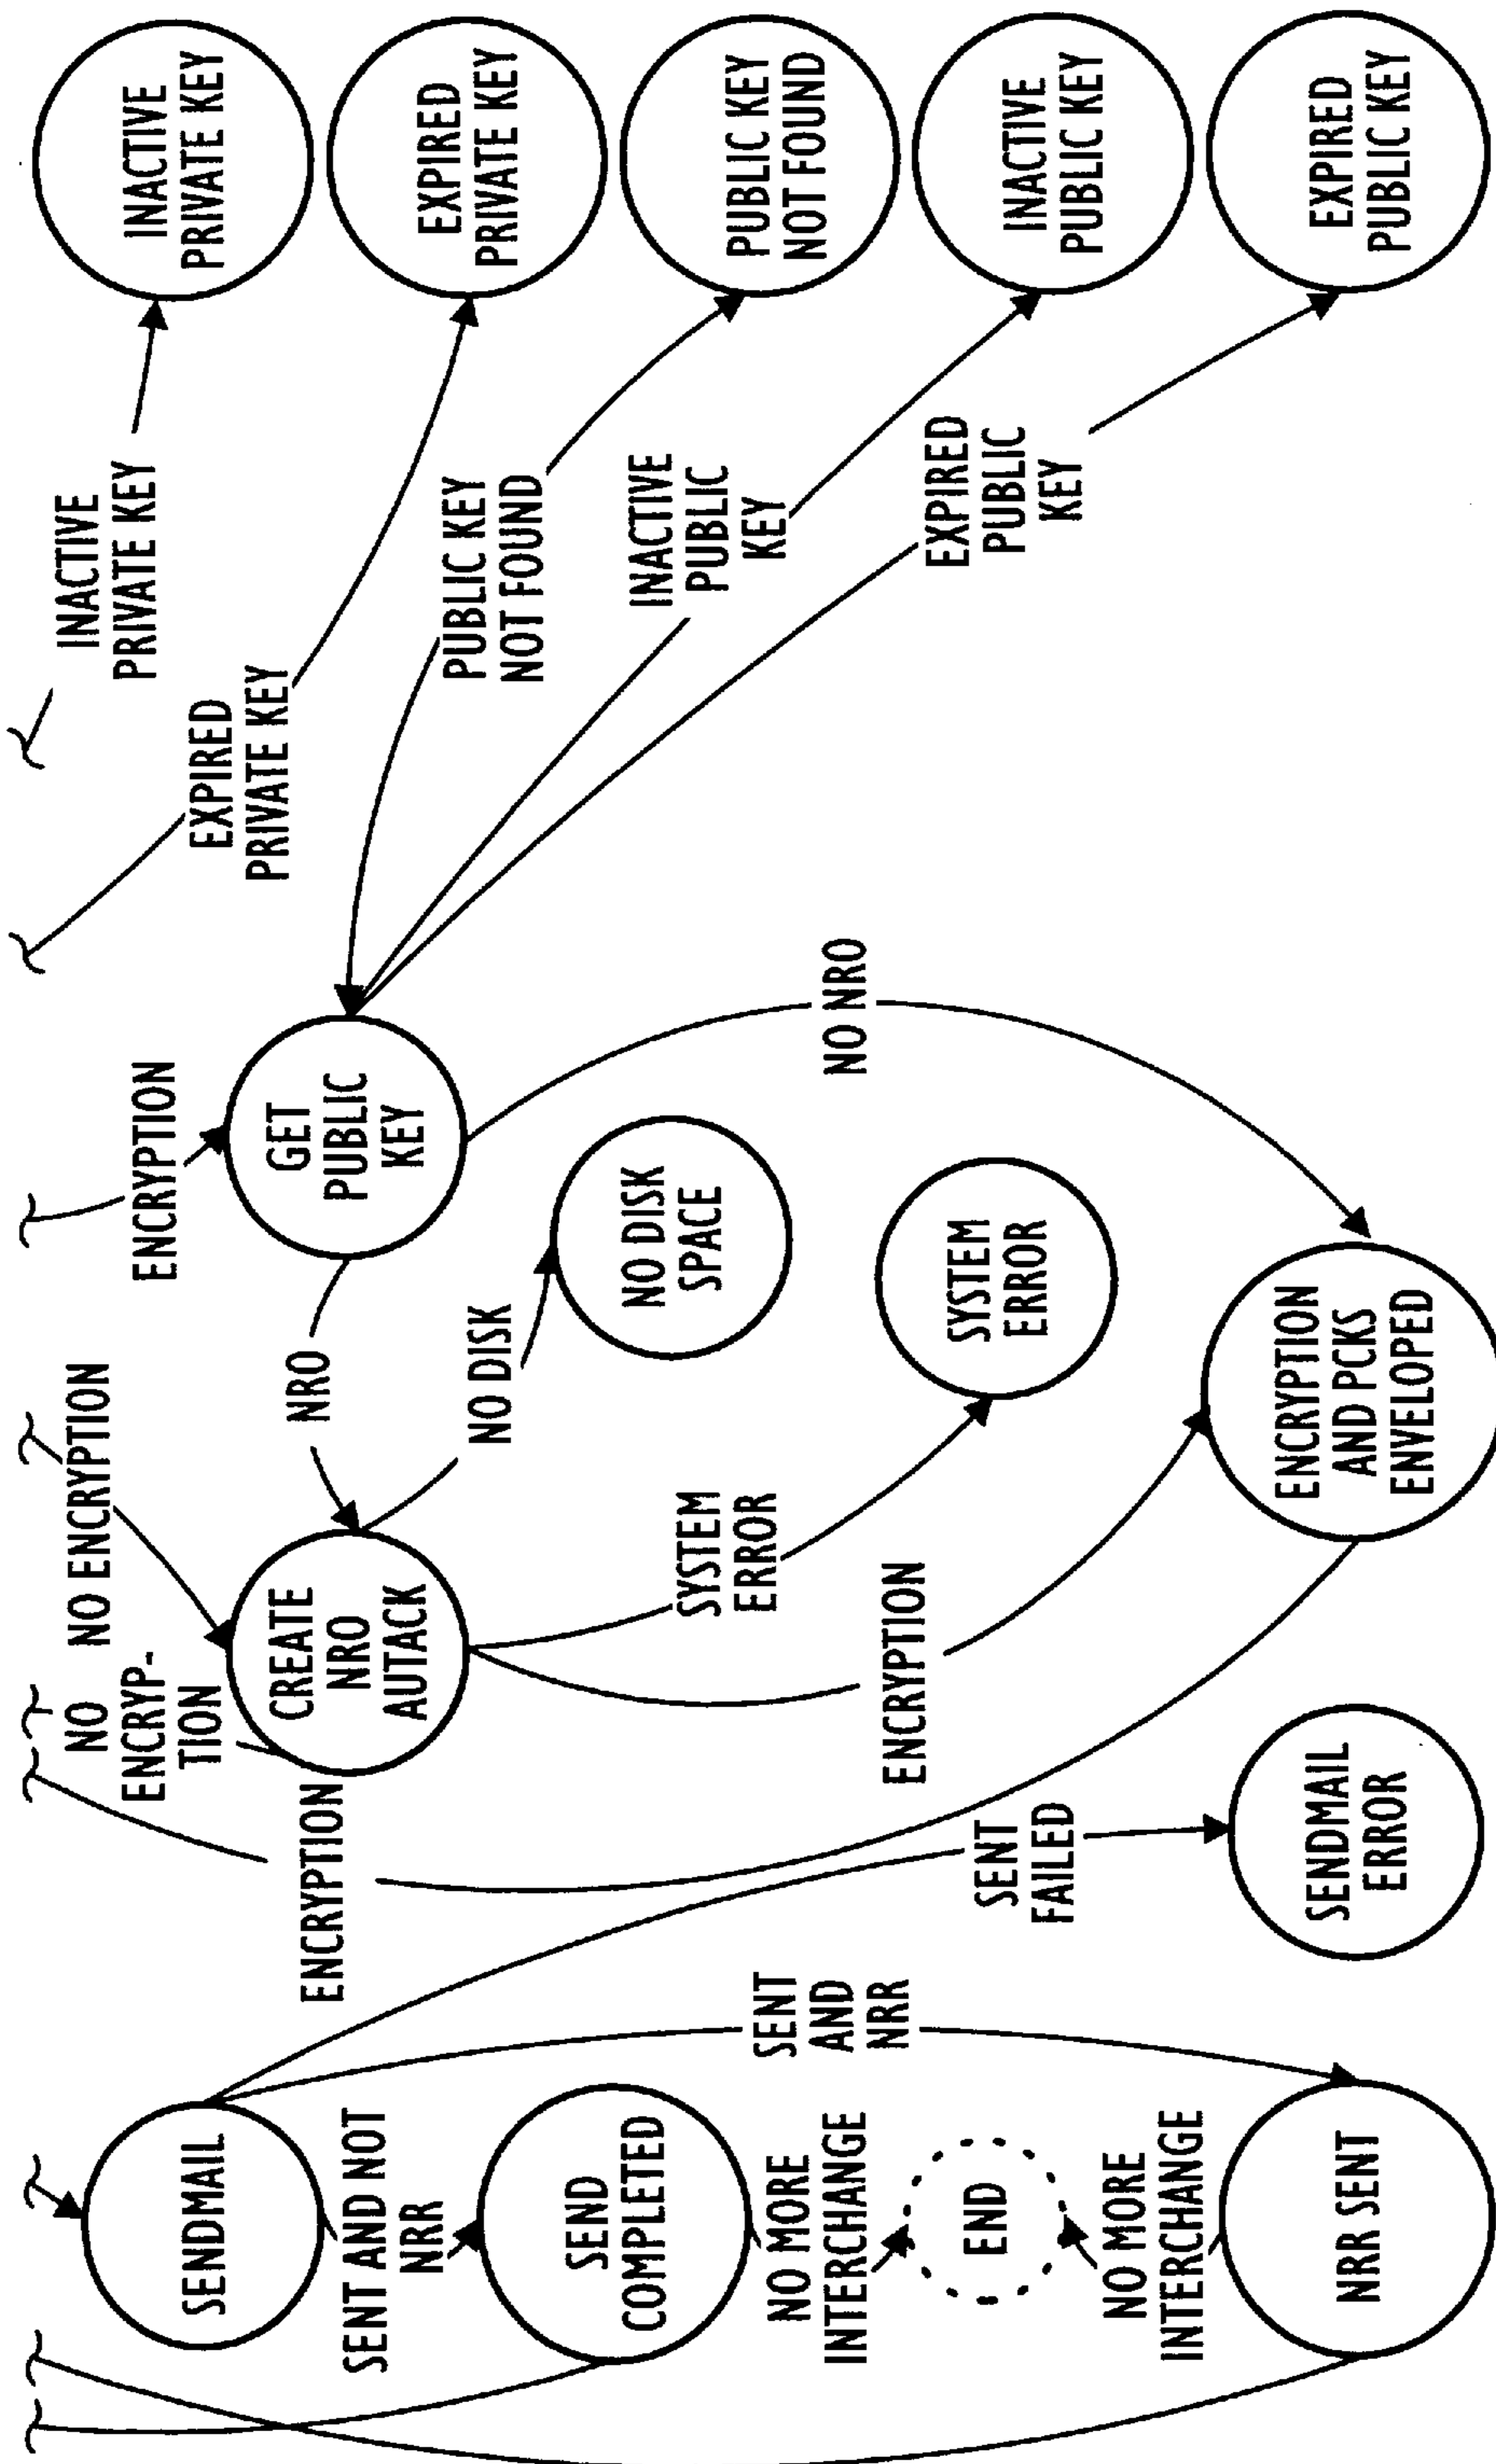 SENDMAIL
SENT AND NOT
NRR
SEND
COMPLETED
NO MORE
INTERCHANGE
END
NO MORE
INTERCHANGE
NRR SENT
SENT
AND
NRR
NO
ENCRYP-
TION
ENCRYPTION
SENT
FAILED
SENDMAIL
ERROR
NO ENCRYPTION
CREATE
NRO
AUTACK
SYSTEM
ERROR
ENCRYPTION
NRO
NO DISK
ENCRYPTION
GET
PUBLIC
KEY
NO DISK
SPACE
SYSTEM
ERROR
ENCRYPTION
AND PCKS
ENVELOPED
NO NRO
EXPIRED
PRIVATE KEY
INACTIVE
PRIVATE KEY
PUBLIC KEY
NOT FOUND
INACTIVE
PUBLIC
KEY
EXPIRED
PUBLIC
KEY
INACTIVE
PRIVATE KEY
EXPIRED
PRIVATE KEY
PUBLIC KEY
NOT FOUND
INACTIVE
PUBLIC KEY
EXPIRED
PUBLIC KEY